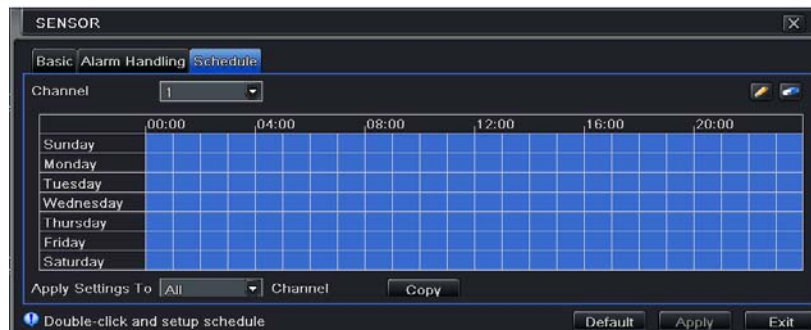 SENSOR
Basic Alarm Handling Schedule
Channel 1
00:00 04:00 08:00 12:00 16:00 20:00
Sunday
Monday
Tuesday
Wednesday
Thursday
Friday
Saturday
Apply Settings To All Channel Copy
Double-click and setup schedule Default Apply Exit